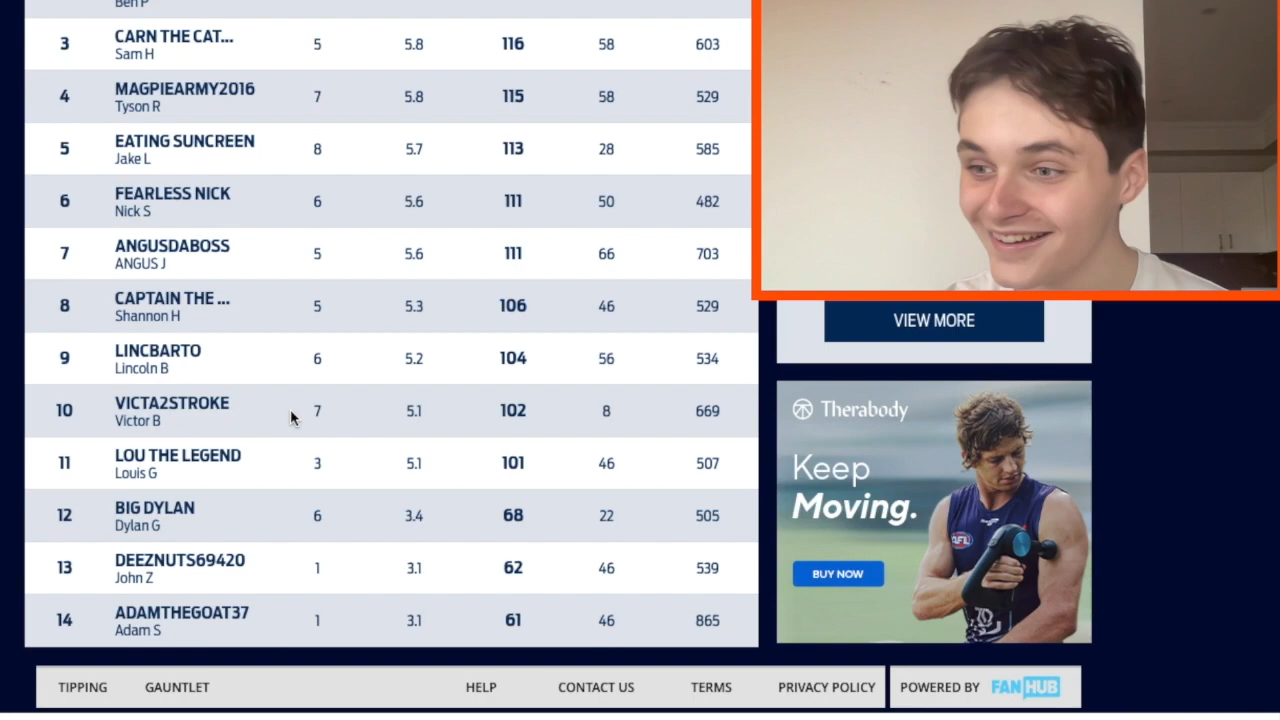 Ben P
3 CARN THE CAT... 5 5.8 116 58 603
Sam H
4 MAGPIEARMY2016 7 5.8 115 58 529
Tyson R
5 EATING SUNCREEN 8 5.7 113 28 585
Jake L
6 FEARLESS NICK 6 5.6 111 50 482
Nick S
7 ANGUSDABOSS 5 5.6 111 66 703
ANGUS J
8 CAPTAIN THE ... 5 5.3 106 46 529
Shannon H
9 LINCBARTO 6 5.2 104 56 534
Lincoln B
10 VICTA2STROKE 7 5.1 102 8 669
Victor B
11 LOU THE LEGEND 3 5.1 101 46 507
Louis G
12 BIG DYLAN 6 3.4 68 22 505
Dylan G
13 DEEZNUTS69420 1 3.1 62 46 539
John Z
14 ADAMTHEGOAT37 1 3.1 61 46 865
Adam S
VIEW MORE
Therabody
Keep
Moving.
BUY NOW
AFL
TIPPING GAUNTLET HELP CONTACT US TERMS PRIVACY POLICY POWERED BY FANHUB